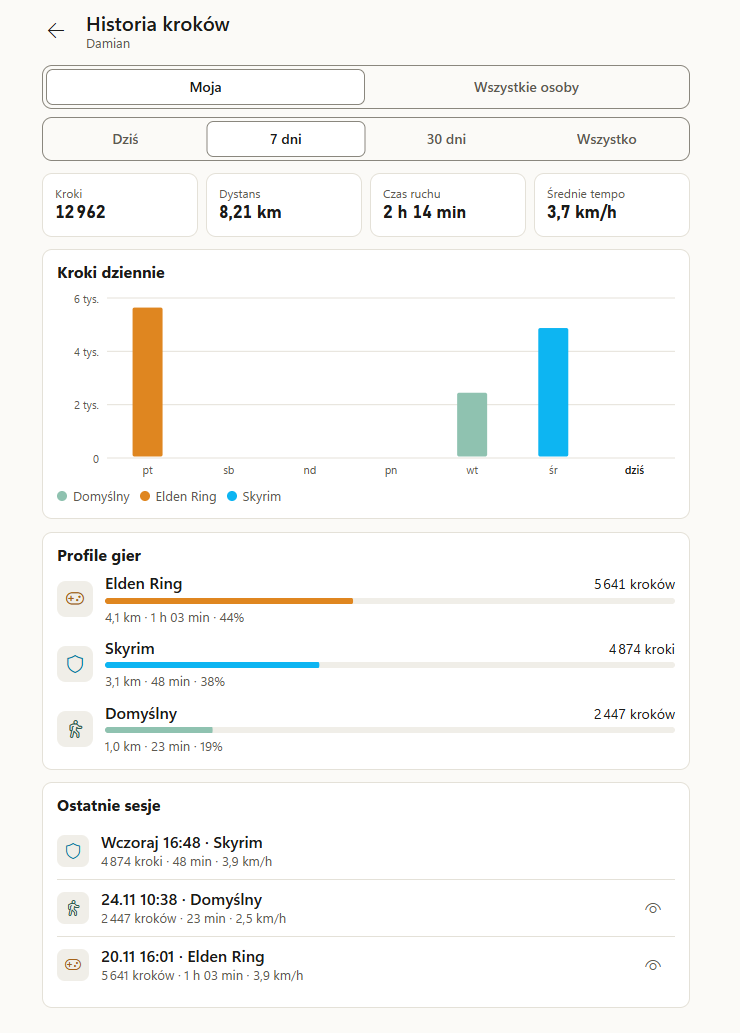 Historia kroków
Damian
Moja
Wszystkie osoby
Dziś
7 dni
30 dni
Wszystko
Kroki
12 962
Dystans
8,21 km
Czas ruchu
2 h 14 min
Średnie tempo
3,7 km/h
Kroki dziennie
6 tys.
4 tys.
2 tys.
0
pt
sb
nd
pn
wt
śr
dziś
Domyślny
Elden Ring
Skyrim
Profile gier
Elden Ring
5 641 kroków
4,1 km · 1 h 03 min · 44%
Skyrim
4 874 kroki
3,1 km · 48 min · 38%
Domyślny
2 447 kroków
1,0 km · 23 min · 19%
Ostatnie sesje
Wczoraj 16:48 · Skyrim
4 874 kroki · 48 min · 3,9 km/h
24.11 10:38 · Domyślny
2 447 kroków · 23 min · 2,5 km/h
20.11 16:01 · Elden Ring
5 641 kroków · 1 h 03 min · 3,9 km/h